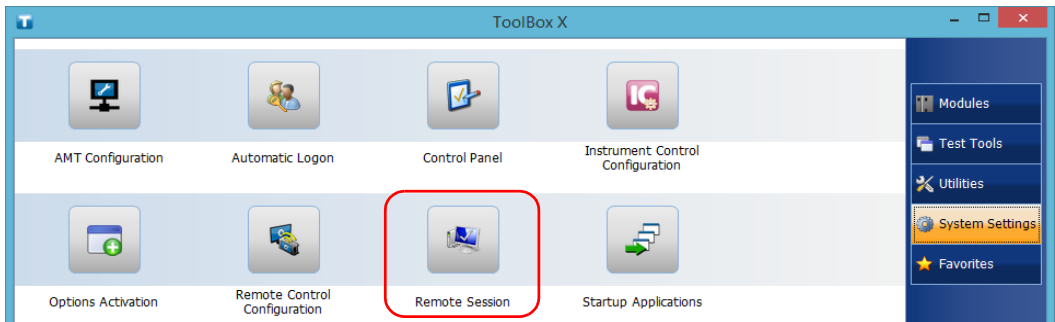 ToolBox X
AMT Configuration
Automatic Logon
Control Panel
Instrument Control
Configuration
Options Activation
Remote Control
Configuration
Remote Session
Startup Applications
Modules
Test Tools
Utilities
System Settings
Favorites